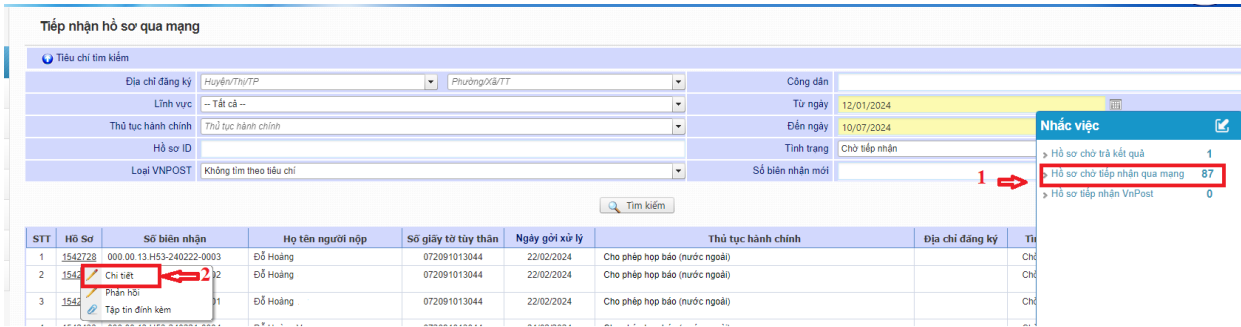 Tiếp nhận hồ sơ qua mạng
Tiêu chí tìm kiếm
Địa chỉ đăng ký Huyện/Thị/TP Phường/Xã/TT Công dân
Lĩnh vực -- Tất cả -- Từ ngày 12/01/2024
Thủ tục hành chính Thủ tục hành chính Đến ngày 10/07/2024
Hồ sơ ID Tình trạng Chờ tiếp nhận
Loại VNPOST Không tìm theo tiêu chí Số biên nhận mới
Nhắc việc
Hồ sơ chờ trả kết quả 1
1 Hồ sơ chờ tiếp nhận qua mạng 87
Hồ sơ tiếp nhận VnPost 0
Tìm kiếm
STT Hồ Sơ Số biên nhận Họ tên người nộp Số giấy tờ tùy thân Ngày gởi xử lý Thủ tục hành chính Địa chỉ đăng ký
1 1542728 000.00.13.H53-240222-0003 Đỗ Hoàng 072091013044 22/02/2024 Cho phép họp báo (nước ngoài)
2 Đỗ Hoàng 072091013044 22/02/2024 Cho phép họp báo (nước ngoài)
3 Đỗ Hoàng 072091013044 22/02/2024 Cho phép họp báo (nước ngoài)
Chi tiết 2
Phản hồi
Tập tin đính kèm